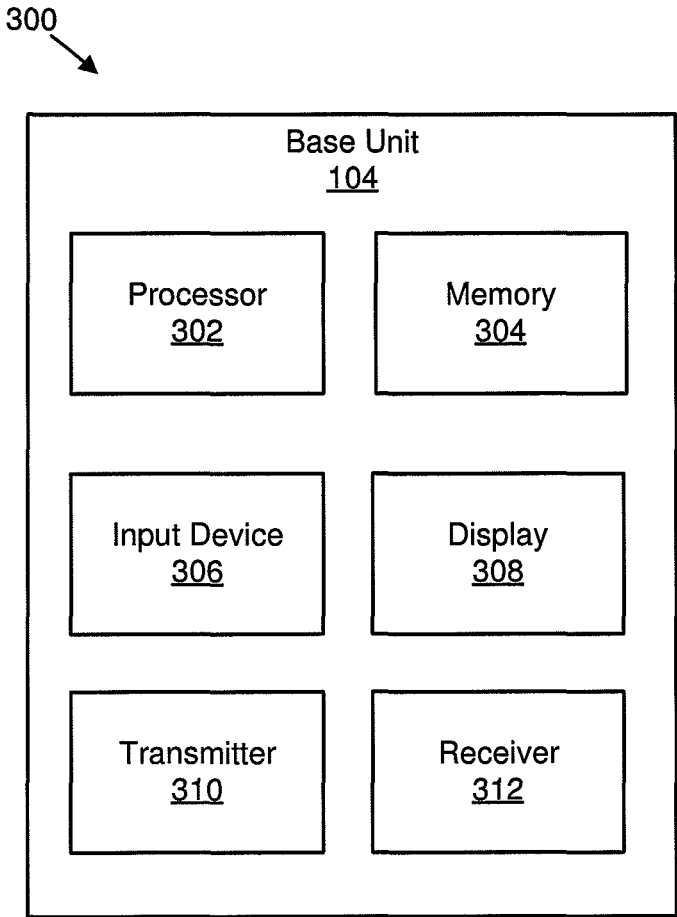 300
Base Unit
104
Processor
302
Memory
304
Input Device
306
Display
308
Transmitter
310
Receiver
312